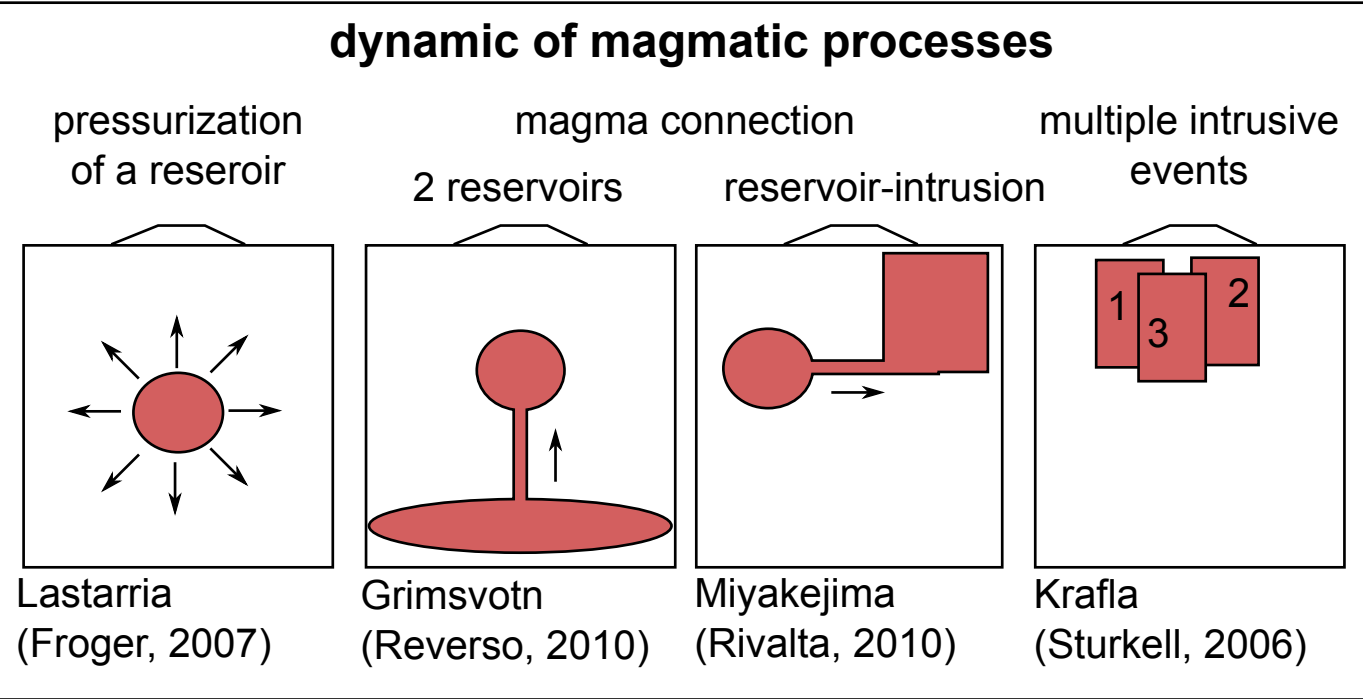 dynamic of magmatic processes
pressurization
of a reseroir
magma connection
2 reservoirs
reservoir-intrusion
multiple intrusive
events
1
3
2
Lastarria
(Froger, 2007)
Grimsvotn
(Reverso, 2010)
Miyakejima
(Rivalta, 2010)
Krafla
(Sturkell, 2006)